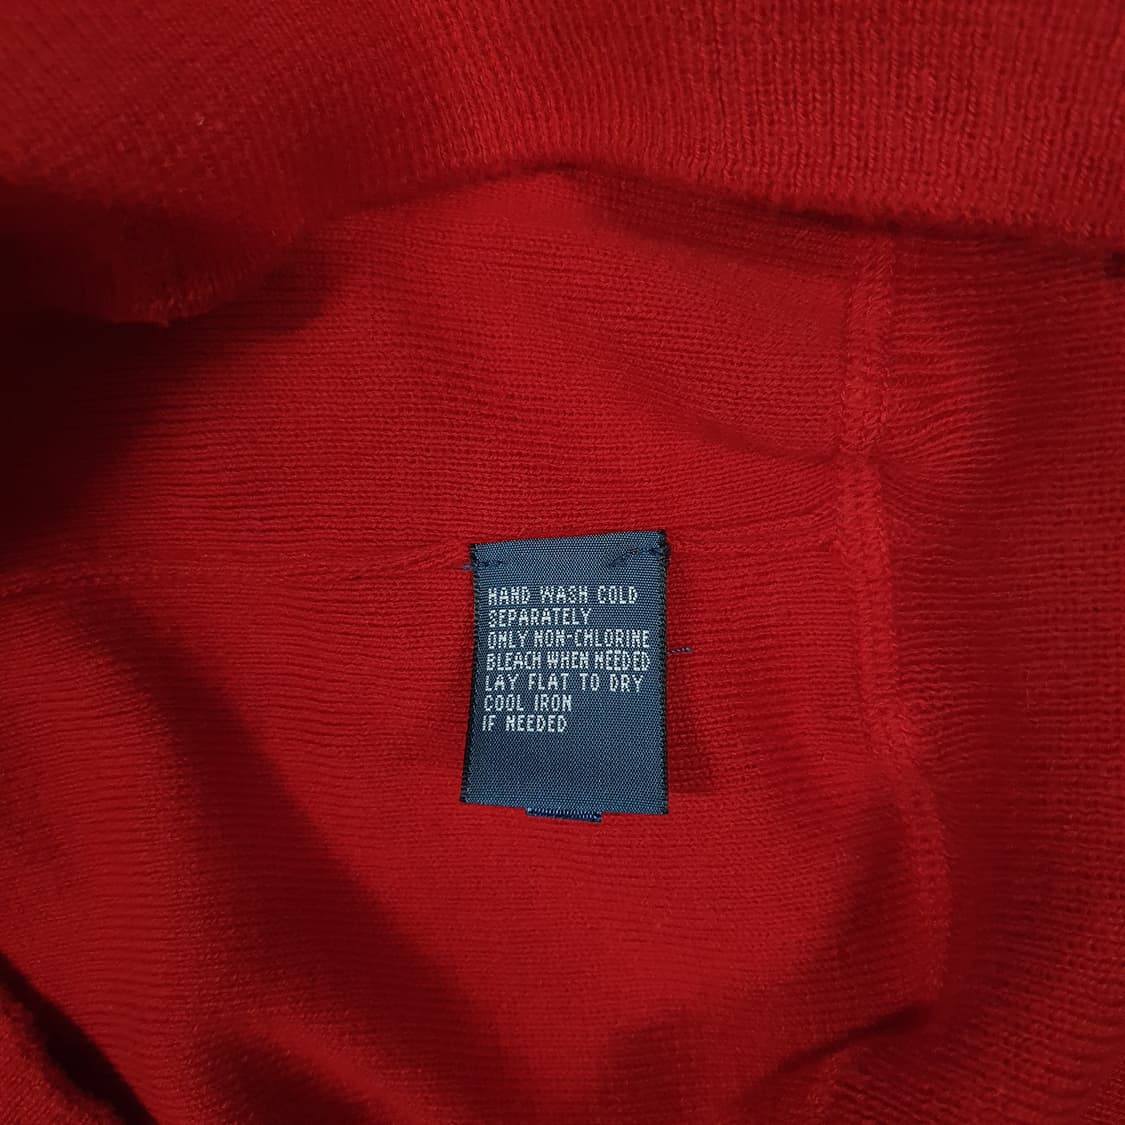 HAND WASH COLD
SEPARATELY
ONLY NON-CHLORINE
BLEACH WHEN NEEDED
LAY FLAT TO DRY
COOL IRON
IF NEEDED